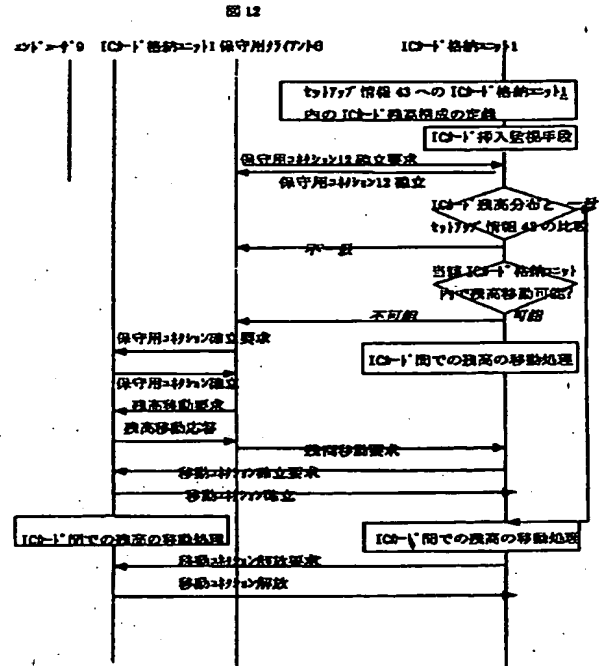 図 12
エンドユーザ9 ICカード格納ユニット1 保守用クライアント8 ICカード格納ユニット1
セットアップ情報 43 への ICカード格納ユニット1
内の ICカード残高構成の定義
ICカード挿入監視手段
保守用コネクション12 確立要求
保守用コネクション12 確立
ICカード残高分布と
セットアップ情報 43 の比較
一致
不一致
当該 ICカード格納ユニット
内で残高移動可能?
不可能
可能
保守用コネクション確立要求
ICカード間での残高の移動処理
保守用コネクション確立
残高移動要求
残高移動応答
残高移動要求
移動コネクション確立要求
移動コネクション確立
ICカード間での残高の移動処理
ICカード間での残高の移動処理
移動コネクション解放要求
移動コネクション解放